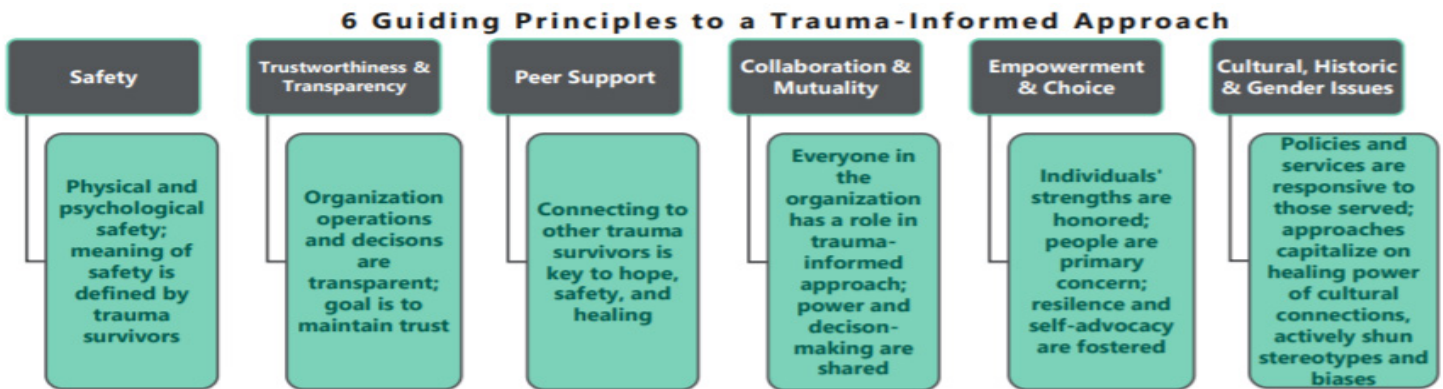 6 Guiding Principles to a Trauma-Informed Approach
Safety
Physical and
psychological
safety;
meaning of
safety is
defined by
trauma
survivors
Trustworthiness &
Transparency
Organization
operations
and decisons
are
transparent;
goal is to
maintain trust
Peer Support
Connecting to
other trauma
survivors is
key to hope,
safety, and
healing
Collaboration &
Mutuality
Everyone in
the
organization
has a role in
trauma-
informed
approach;
power and
decison-
making are
shared
Empowerment
& Choice
Individuals'
strengths are
honored;
people are
primary
concern;
resilence and
self-advocacy
are fostered
Cultural, Historic
& Gender Issues
Policies and
services are
responsive to
those served;
approaches
capitalize on
healing power
of cultural
connections,
actively shun
stereotypes and
biases